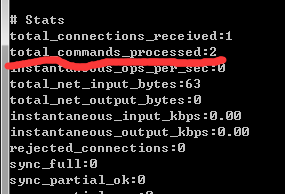 # Stats
total_connections_received:1
total_commands_processed:2
instantaneous_ops_per_sec:0
total_net_input_bytes:63
total_net_output_bytes:0
instantaneous_input_kbps:0.00
instantaneous_output_kbps:0.00
rejected_connections:0
sync_full:0
sync_partial_ok:0